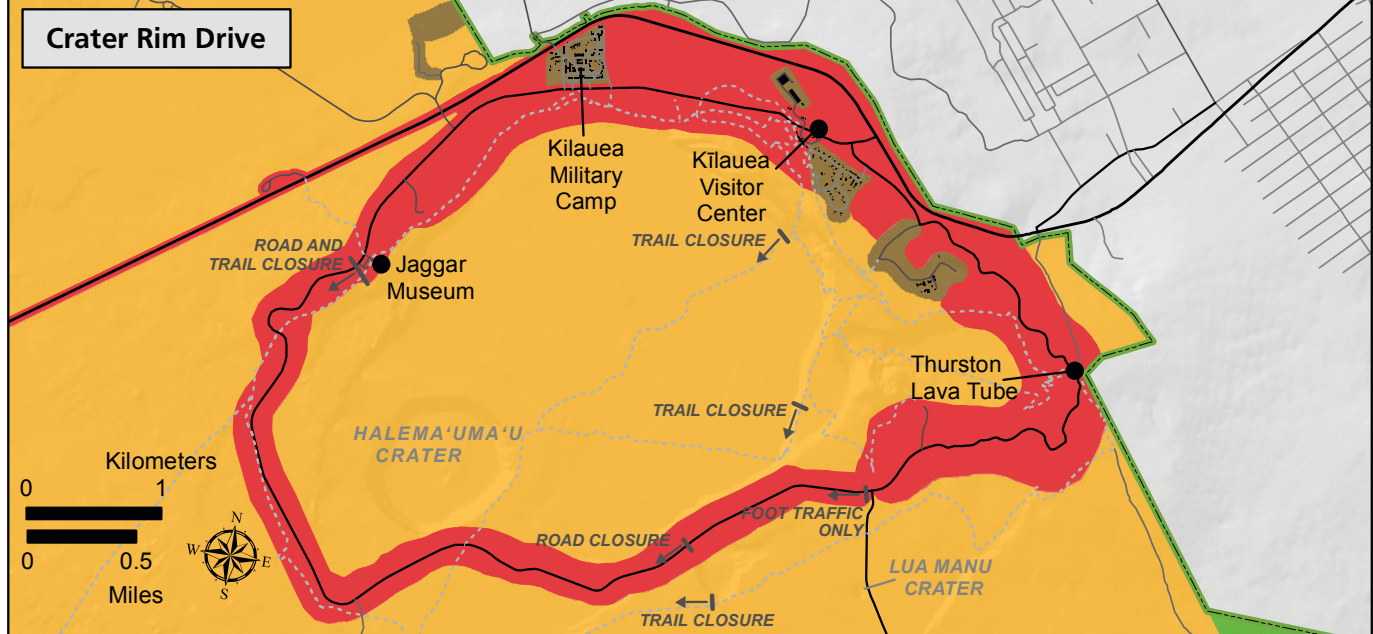 Crater Rim Drive
Kilauea
Military
Camp
Kīlauea
Visitor
Center
TRAIL CLOSURE
ROAD AND
TRAIL CLOSURE
Jaggar
Museum
Thurston
Lava Tube
TRAIL CLOSURE
HALEMAʻUMAʻU
CRATER
Kilometers
0 1
0 0.5
Miles
N
W E
S
FOOT TRAFFIC
ONLY
ROAD CLOSURE
LUA MANU
CRATER
TRAIL CLOSURE